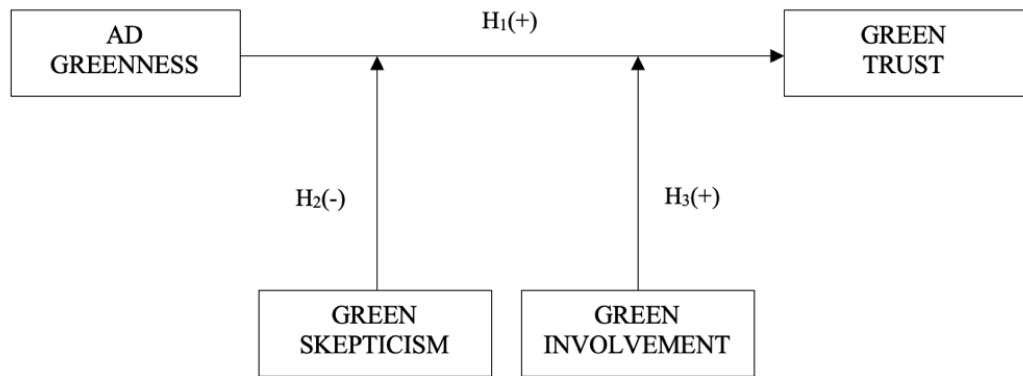 H₁(+)
AD
GREENNESS
GREEN
TRUST
H₂(-)
H₃(+)
GREEN
SKEPTICISM
GREEN
INVOLVEMENT